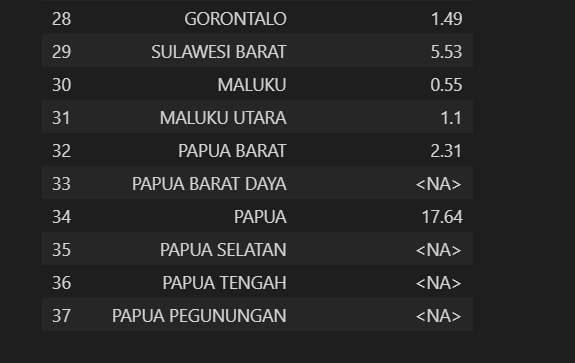 28 GORONTALO 1.49
29 SULAWESI BARAT 5.53
30 MALUKU 0.55
31 MALUKU UTARA 1.1
32 PAPUA BARAT 2.31
33 PAPUA BARAT DAYA <NA>
34 PAPUA 17.64
35 PAPUA SELATAN <NA>
36 PAPUA TENGAH <NA>
37 PAPUA PEGUNUNGAN <NA>